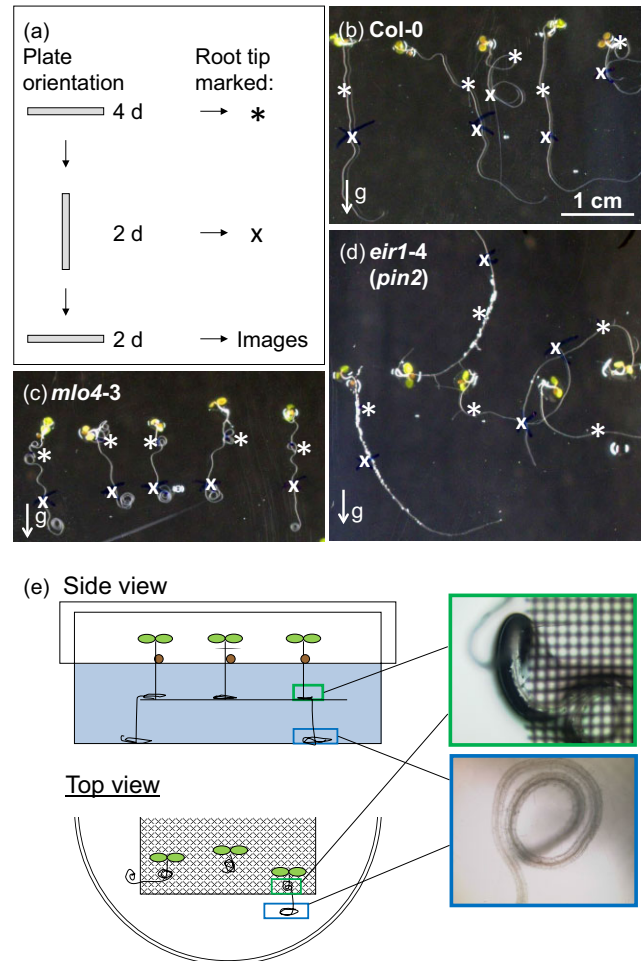 (a)
Plate orientation
Root tip marked:
4 d → *
2 d → x
2 d → Images
(b) Col-0
* * * * *
x x x x x
g
1 cm
(c) mlo4-3
* * * * *
x x x x x
g
(d) eir1-4
(pin2)
* * * * *
x x x x
g
(e) Side view
Top view